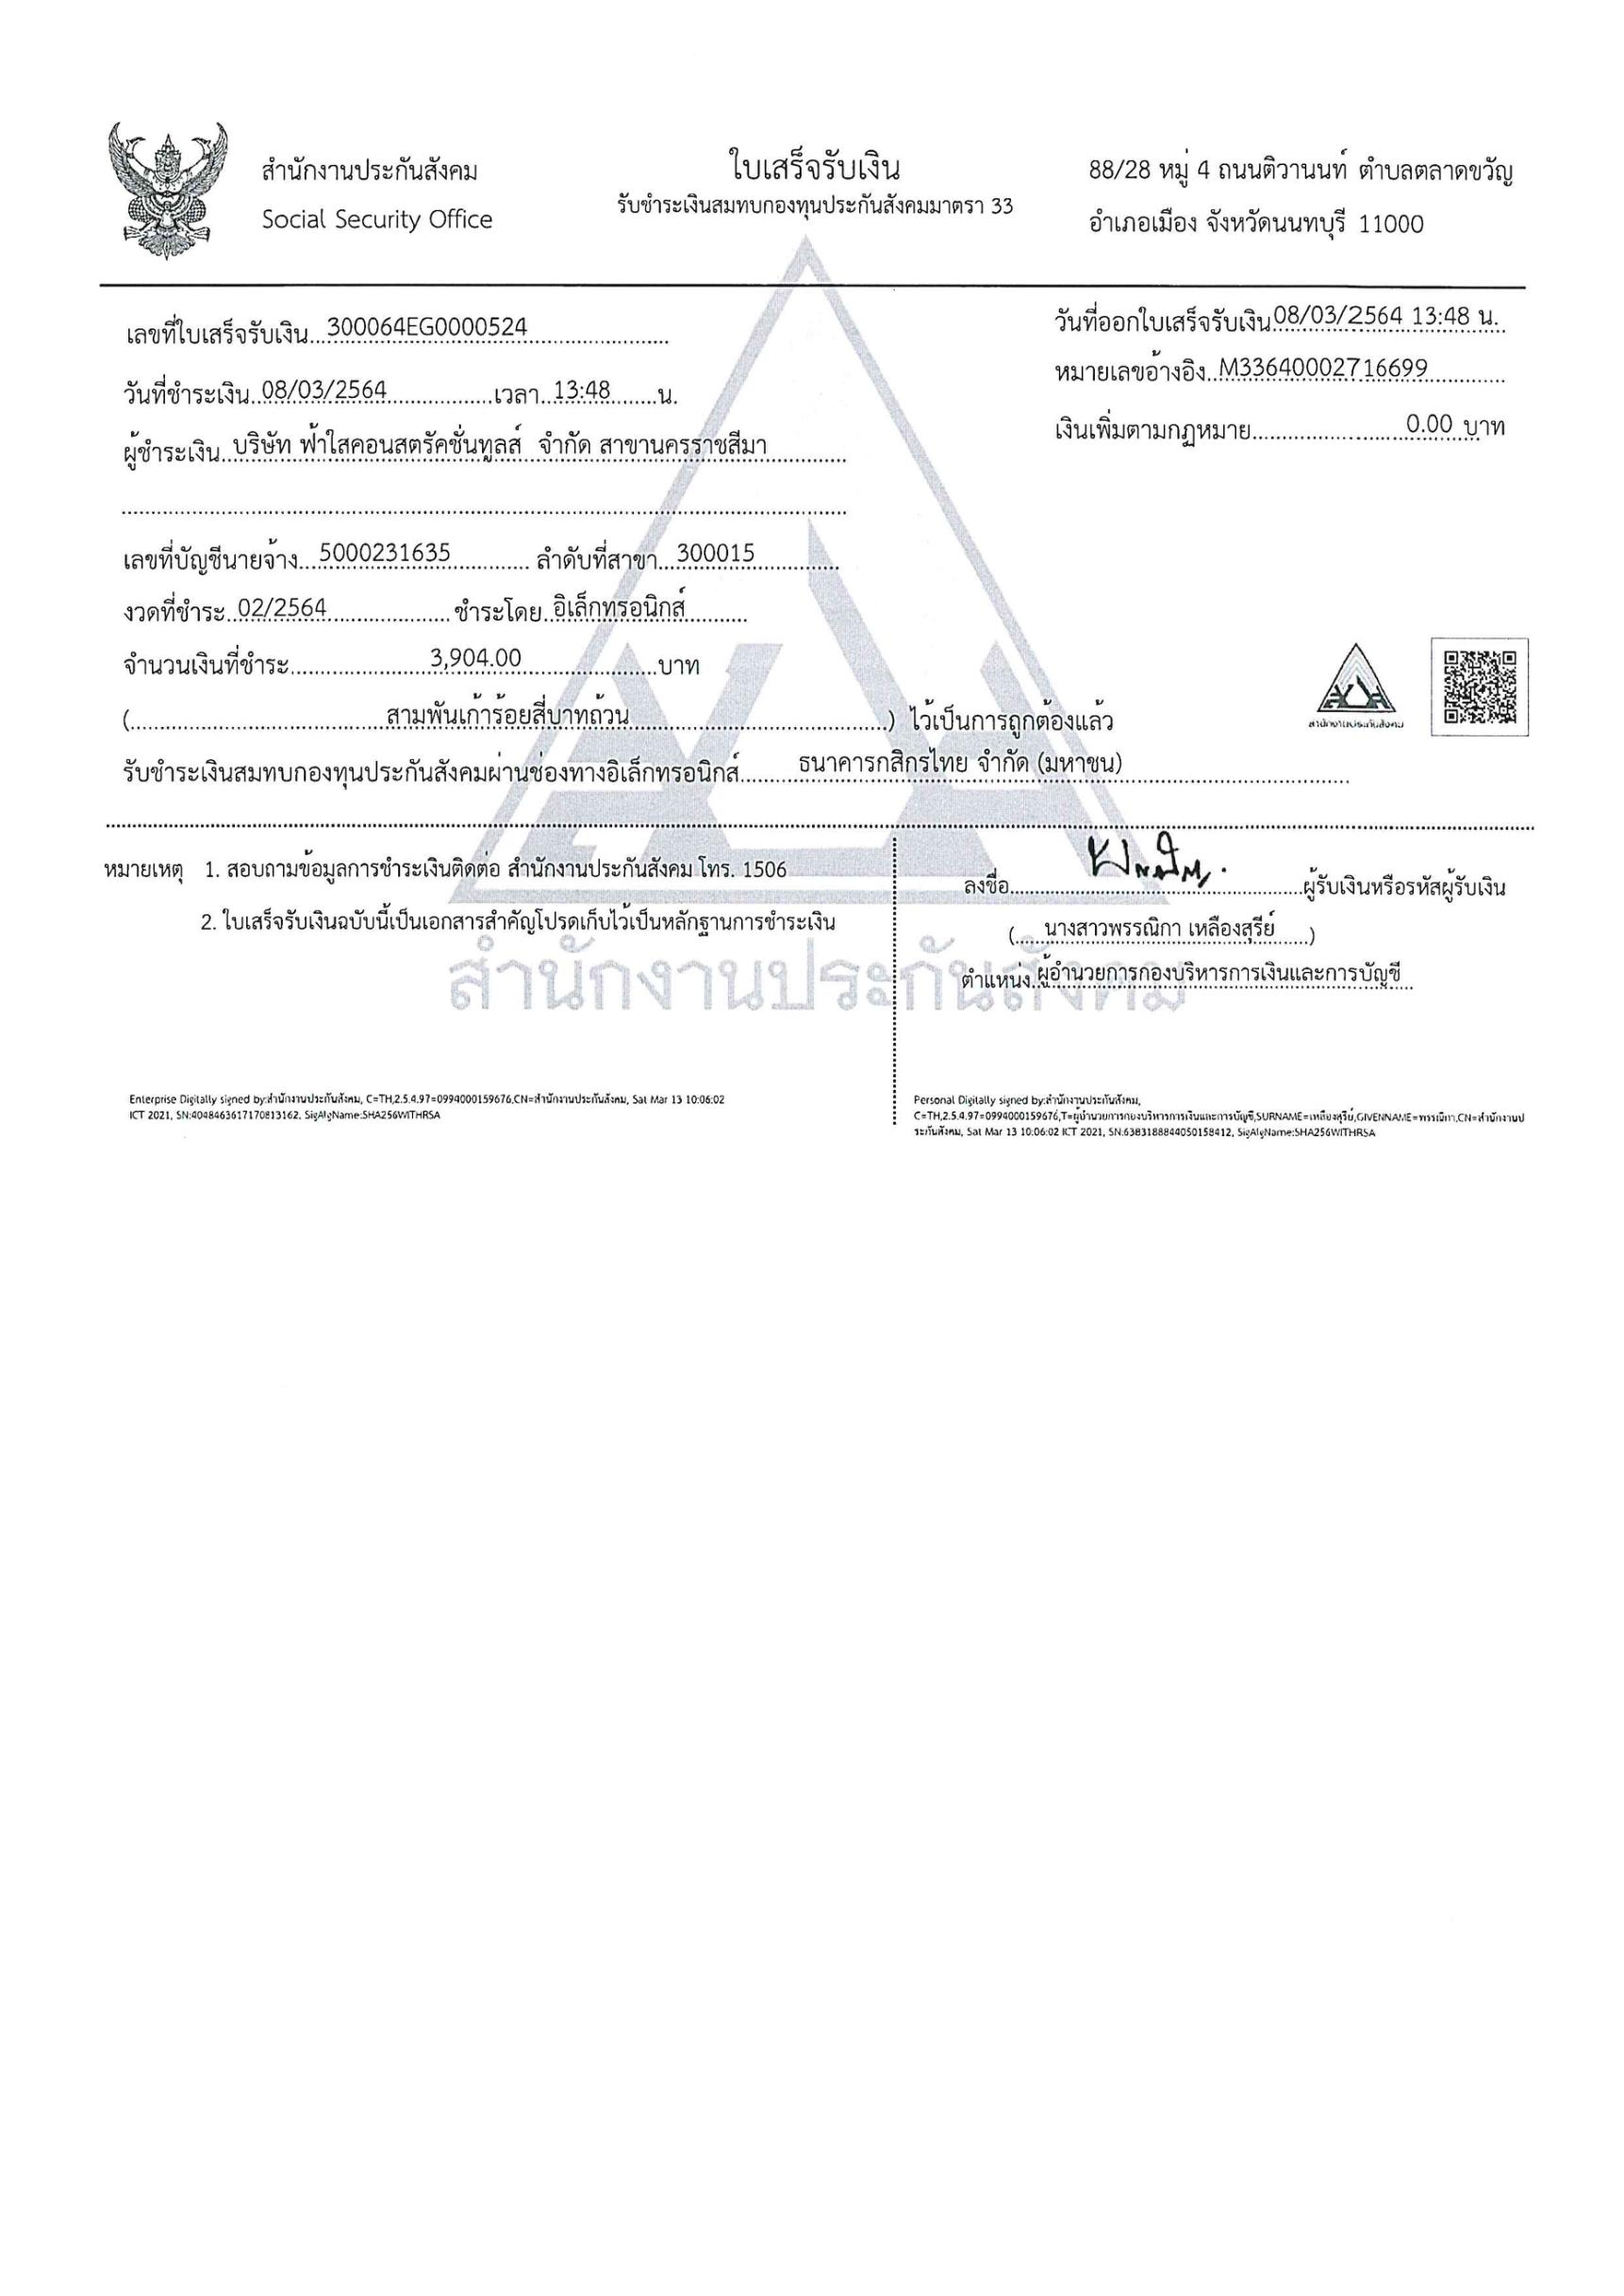 สำนักงานประกันสังคม
Social Security Office
ใบเสร็จรับเงิน
รับชำระเงินสมทบกองทุนประกันสังคมมาตรา 33
88/28 หมู่ 4 ถนนติวานนท์ ตำบลตลาดขวัญ
อำเภอเมือง จังหวัดนนทบุรี 11000
เลขที่ใบเสร็จรับเงิน 300064EG0000524
วันที่ออกใบเสร็จรับเงิน 08/03/2564 13:48 น.
วันที่ชำระเงิน 08/03/2564 เวลา 13:48 น.
หมายเลขอ้างอิง M33640002716699
ผู้ชำระเงิน บริษัท ฟ้าใสคอนสตรัคชั่นทูลส์ จำกัด สาขานครราชสีมา
เงินเพิ่มตามกฎหมาย 0.00 บาท
เลขที่บัญชีนายจ้าง 5000231635 ลำดับที่สาขา 300015
งวดที่ชำระ 02/2564 ชำระโดย อิเล็กทรอนิกส์
จำนวนเงินที่ชำระ 3,904.00 บาท
(สามพันเก้าร้อยสี่บาทถ้วน) ไว้เป็นการถูกต้องแล้ว
สำนักงานประกันสังคม
รับชำระเงินสมทบกองทุนประกันสังคมผ่านช่องทางอิเล็กทรอนิกส์ ธนาคารกสิกรไทย จำกัด (มหาชน)
หมายเหตุ 1. สอบถามข้อมูลการชำระเงินติดต่อ สำนักงานประกันสังคม โทร. 1506
2. ใบเสร็จรับเงินฉบับนี้เป็นเอกสารสำคัญโปรดเก็บไว้เป็นหลักฐานการชำระเงิน
ลงชื่อ ผู้รับเงินหรือรหัสผู้รับเงิน
(นางสาวพรรณิกา เหลืองสุรีย์)
ตำแหน่ง ผู้อำนวยการกองบริหารการเงินและการบัญชี
สำนักงานประกันสังคม
Enterprise Digitally signed by:สำนักงานประกันสังคม, C=TH,2.5.4.97=0994000159676,CN=สำนักงานประกันสังคม, Sat Mar 13 10:06:02
ICT 2021, SN:4048463617170813162, SigAlgName:SHA256WITHRSA
Personal Digitally signed by:สำนักงานประกันสังคม,
C=TH,2.5.4.97=0994000159676,T=ผู้อำนวยการกองบริหารการเงินและการบัญชี,SURNAME=เหลืองสุรีย์,GIVENNAME=พรรณิกา,CN=สำนักงานป
ระกันสังคม, Sat Mar 13 10:06:02 ICT 2021, SN:6383188844050158412, SigAlgName:SHA256WITHRSA